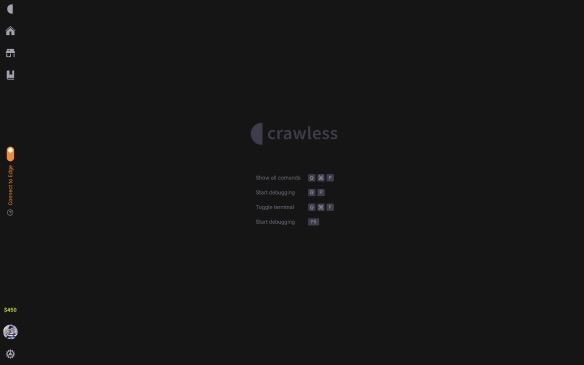 crawless
Show all comands
Start debugging
Toggle terminal
Start debugging F5
Connect to Edge
$450